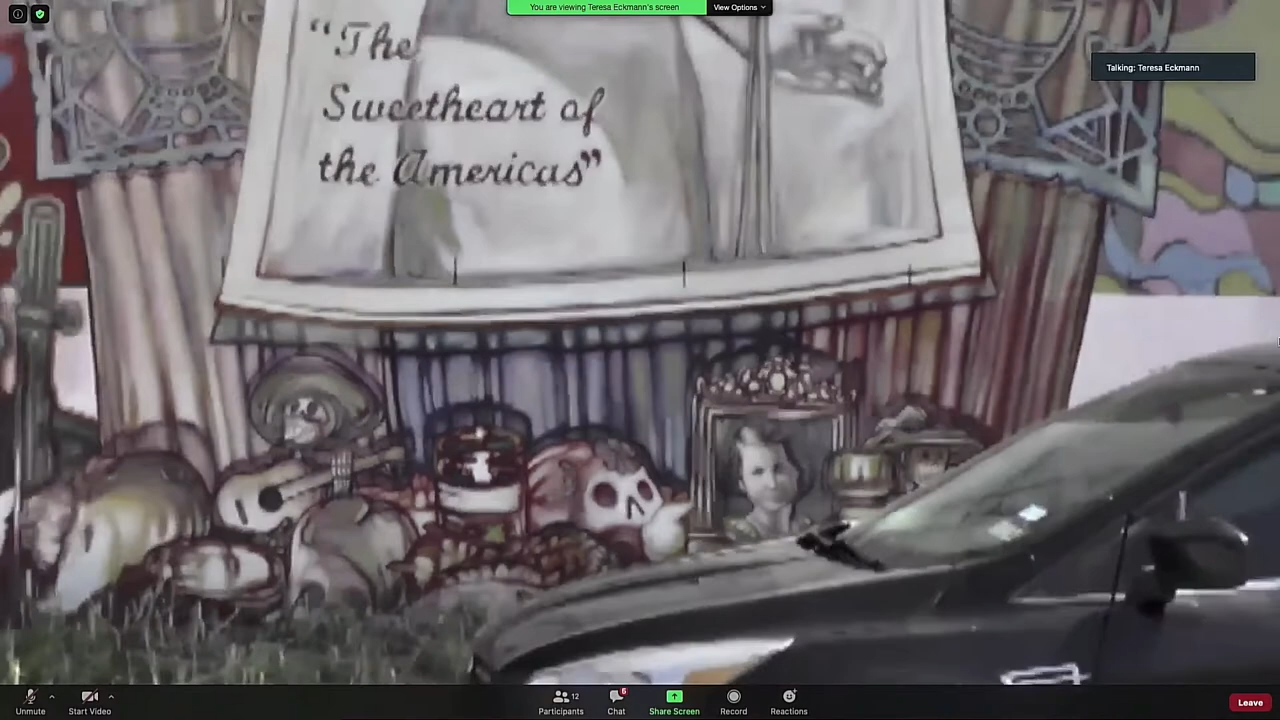 You are viewing Teresa Eckmann's screen
View Options
Talking: Teresa Eckmann
“The
Sweetheart of
the Americas”
Unmute
Start Video
Participants
12
Chat
6
Share Screen
Record
Reactions
Leave